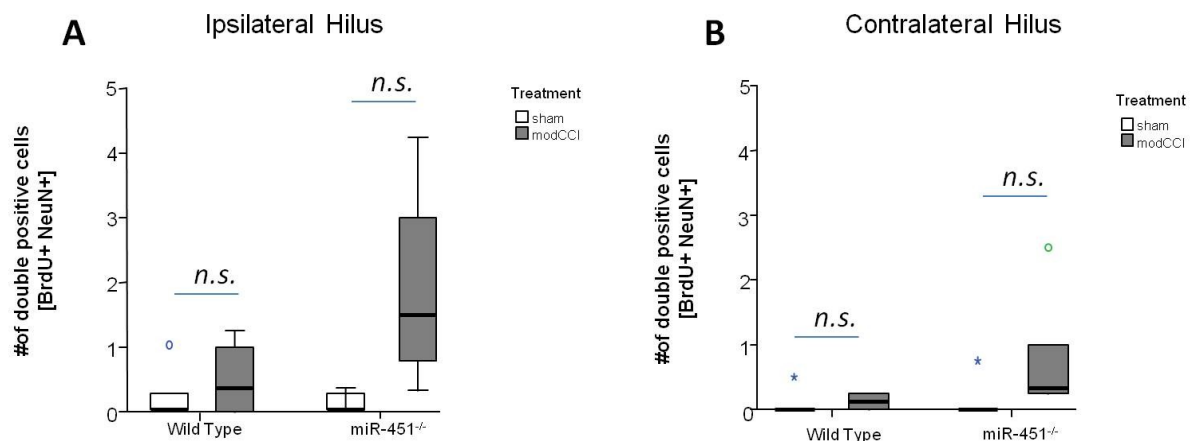 A
Ipsilateral Hilus
#of double positive cells
[BrdU+ NeuN+]
5
4
3
2
1
0
n.s.
n.s.
Wild Type
miR-451-/-
Treatment
sham
modCCI
B
Contralateral Hilus
#of double positive cells
[BrdU+ NeuN+]
5
4
3
2
1
0
n.s.
n.s.
*
*
Wild Type
miR-451-/-
Treatment
sham
modCCI